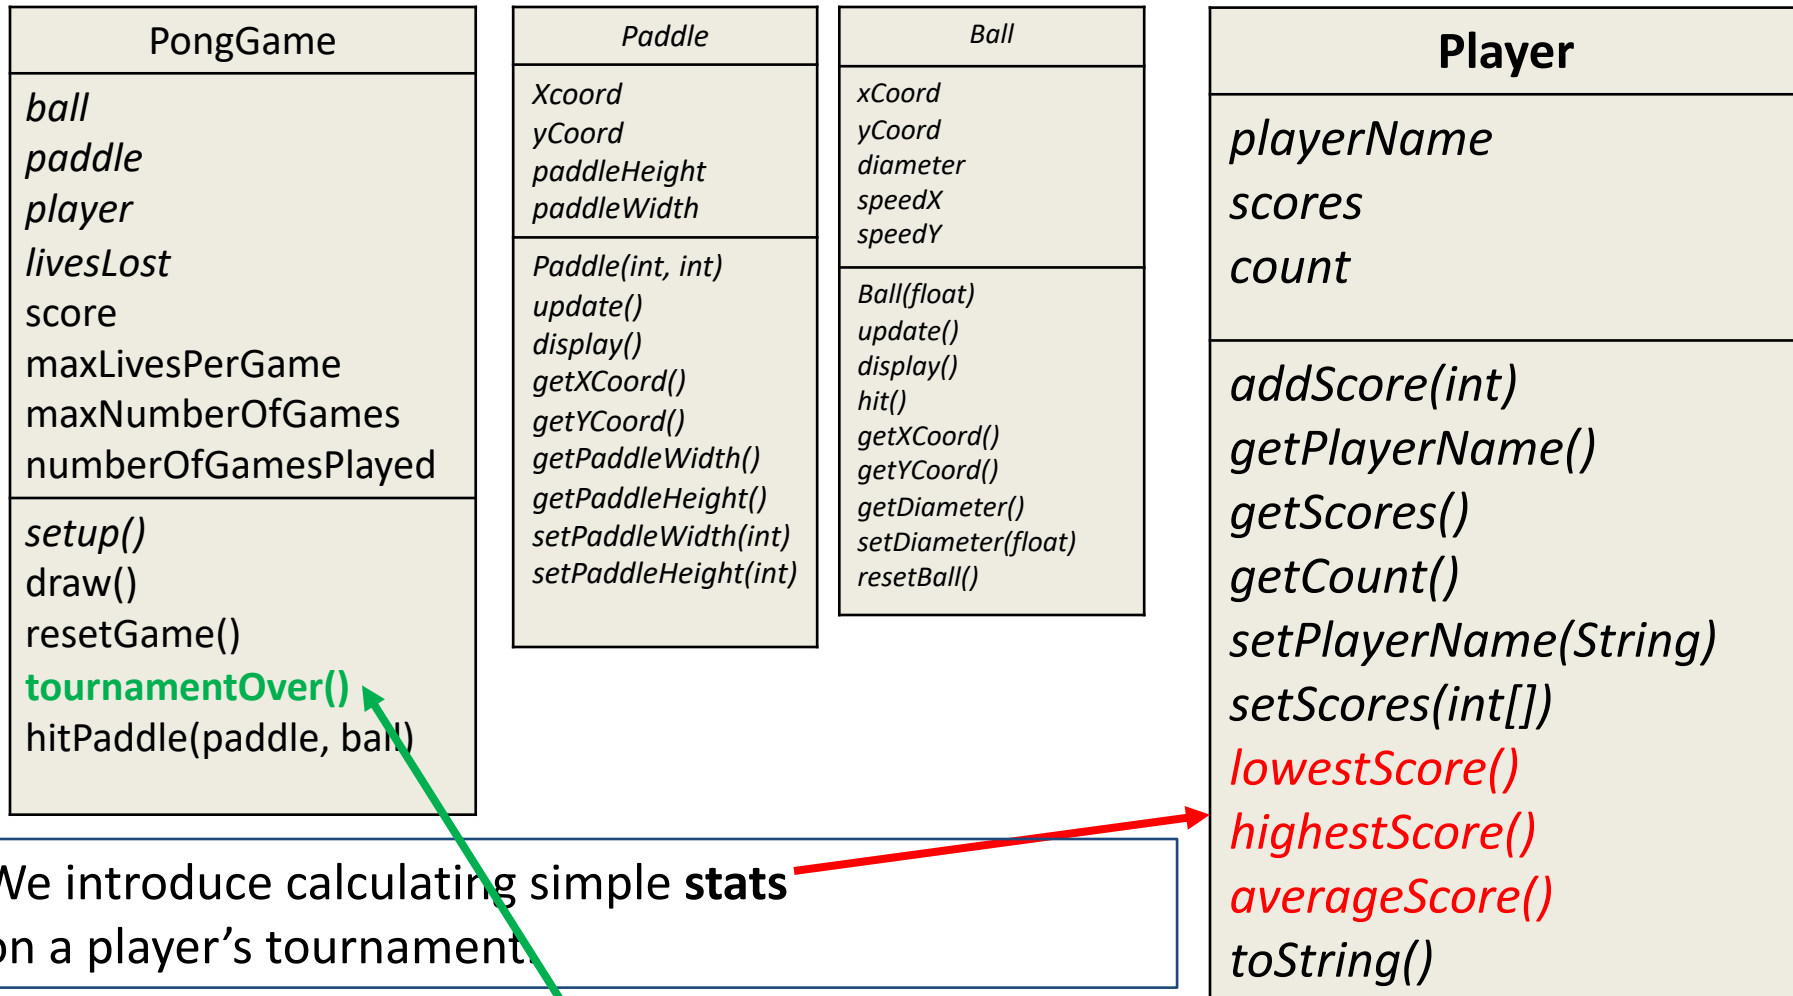 PongGame
ball
paddle
player
livesLost
score
maxLivesPerGame
maxNumberOfGames
numberOfGamesPlayed
setup()
draw()
resetGame()
tournamentOver()
hitPaddle(paddle, ball)
Paddle
Xcoord
yCoord
paddleHeight
paddleWidth
Paddle(int, int)
update()
display()
getXCoord()
getYCoord()
getPaddleWidth()
getPaddleHeight()
setPaddleWidth(int)
setPaddleHeight(int)
Ball
xCoord
yCoord
diameter
speedX
speedY
Ball(float)
update()
display()
hit()
getXCoord()
getYCoord()
getDiameter()
setDiameter(float)
resetBall()
Player
playerName
scores
count
addScore(int)
getPlayerName()
getScores()
getCount()
setPlayerName(String)
setScores(int[])
lowestScore()
highestScore()
averageScore()
toString()
We introduce calculating simple stats
on a player’s tournament.